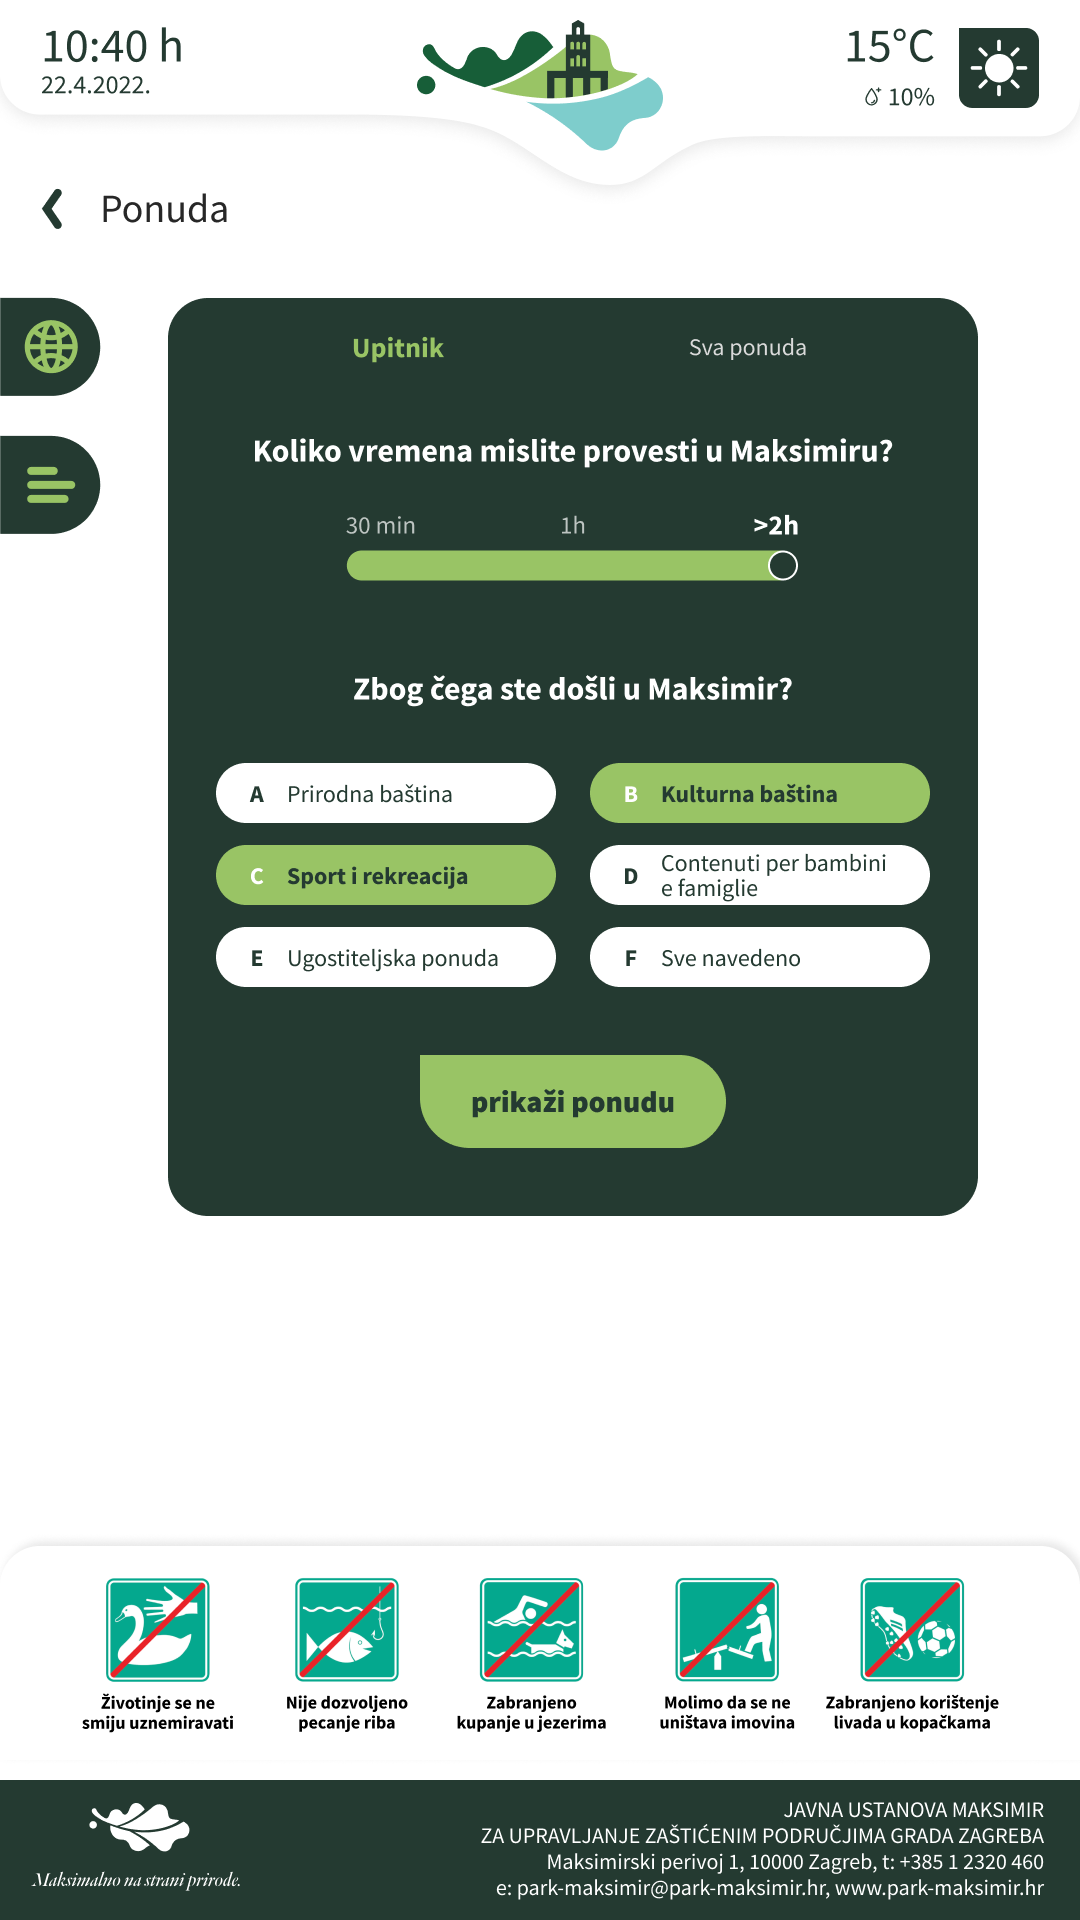 10:40 h
22.4.2022.
15°C
10%
Ponuda
Upitnik
Sva ponuda
Koliko vremena mislite provesti u Maksimiru?
30 min
1h
>2h
Zbog čega ste došli u Maksimir?
A Prirodna baština
B Kulturna baština
C Sport i rekreacija
D Contenuti per bambini
e famiglie
E Ugostiteljska ponuda
F Sve navedeno
prikaži ponudu
Životinje se ne
smiju uznemiravati
Nije dozvoljeno
pecanje riba
Zabranjeno
kupanje u jezerima
Molimo da se ne
uništava imovina
Zabranjeno korištenje
livada u kopačkama
Maksimalno na strani prirode.
JAVNA USTANOVA MAKSIMIR
ZA UPRAVLJANJE ZAŠTIĆENIM PODRUČJIMA GRADA ZAGREBA
Maksimirski perivoj 1, 10000 Zagreb, t: +385 1 2320 460
e: park-maksimir@park-maksimir.hr, www.park-maksimir.hr